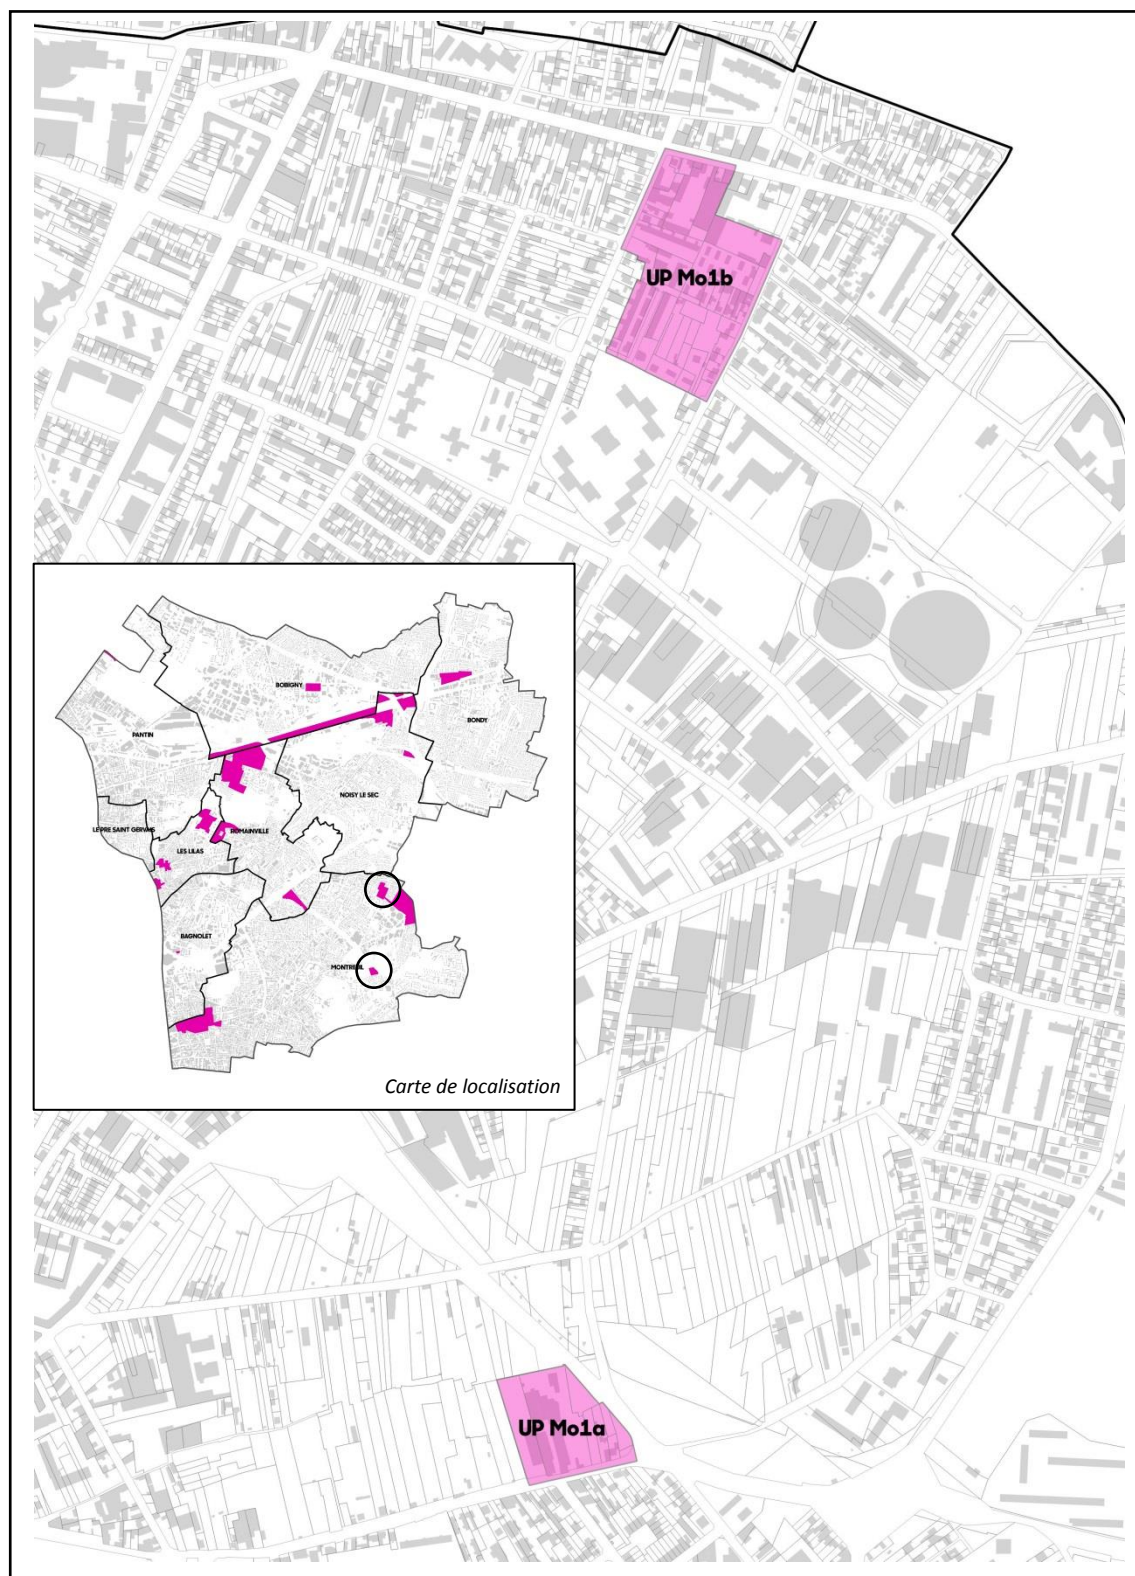 UP Mo1b
BOBIGNY
BONDY
PANTIN
NOISY LE SEC
LE PRE SAINT GERVAIS
ROMAINVILLE
LES LILAS
BAGNOLET
MONTREUIL
Carte de localisation
UP Mo1a